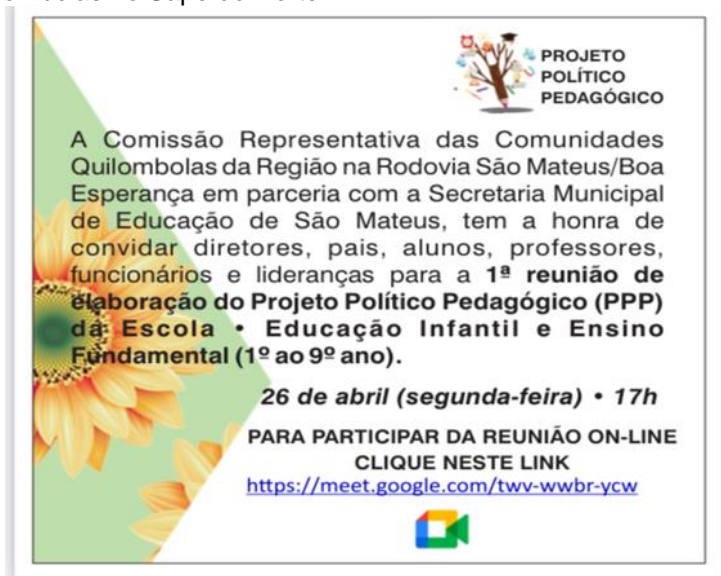 PROJETO
POLÍTICO
PEDAGÓGICO
A Comissão Representativa das Comunidades
Quilombolas da Região na Rodovia São Mateus/Boa
Esperança em parceria com a Secretaria Municipal
de Educação de São Mateus, tem a honra de
convidar diretores, pais, alunos, professores,
funcionários e lideranças para a 1ª reunião de
elaboração do Projeto Político Pedagógico (PPP)
da Escola • Educação Infantil e Ensino
Fundamental (1º ao 9º ano).
26 de abril (segunda-feira) • 17h
PARA PARTICIPAR DA REUNIÃO ON-LINE
CLIQUE NESTE LINK
https://meet.google.com/twv-wwbr-ycw